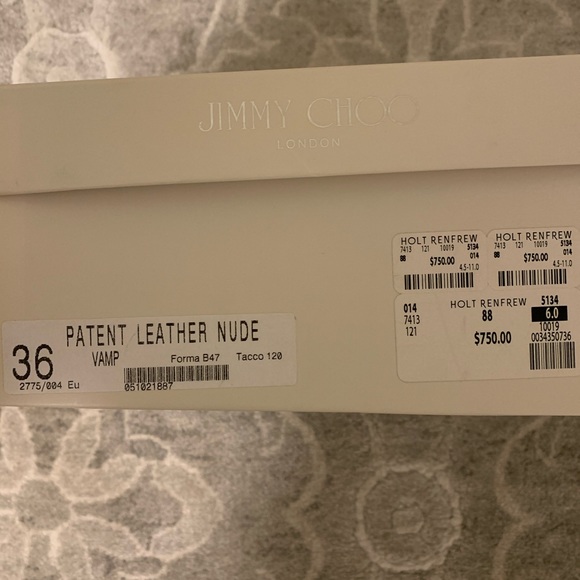 JIMMY CHOO
LONDON
HOLT RENFREW
7413 121 10019 5134
88 014
$750.00
4.5-11.0
HOLT RENFREW
7413 121 10019 5134
88 014
$750.00
4.5-11.0
014 HOLT RENFREW 5134
7413 88 6.0
121 10019
$750.00 0034350736
PATENT LEATHER NUDE
36 VAMP Forma B47 Tacco 120
2775/004 Eu 051021887